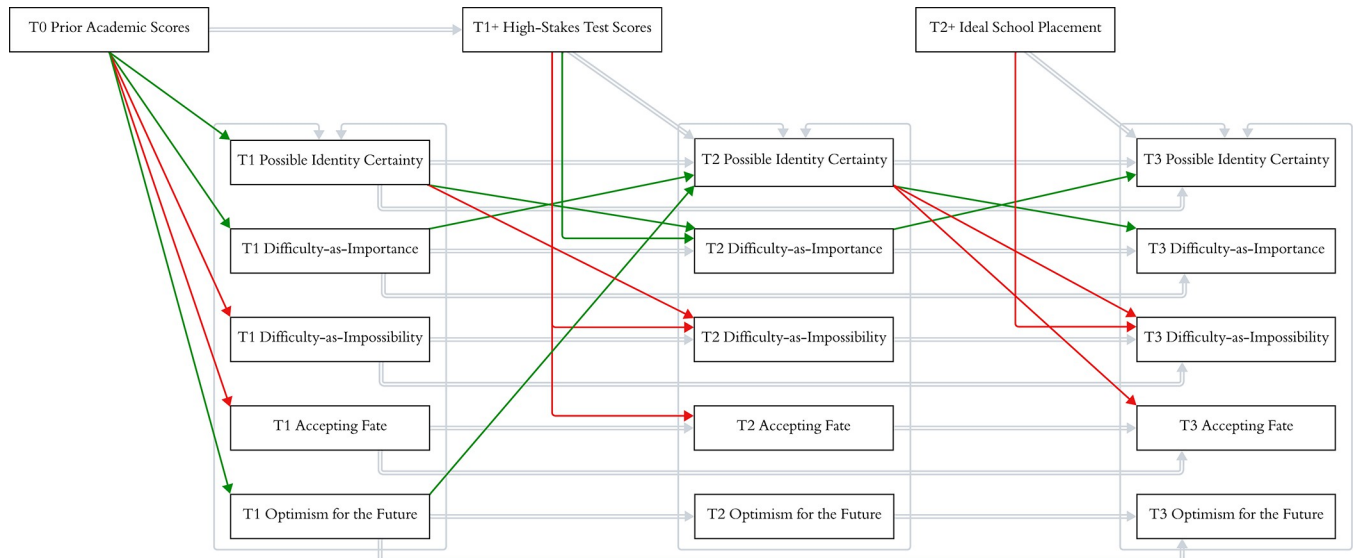 T0 Prior Academic Scores
T1+ High-Stakes Test Scores
T2+ Ideal School Placement
T1 Possible Identity Certainty
T2 Possible Identity Certainty
T3 Possible Identity Certainty
T1 Difficulty-as-Importance
T2 Difficulty-as-Importance
T3 Difficulty-as-Importance
T1 Difficulty-as-Impossibility
T2 Difficulty-as-Impossibility
T3 Difficulty-as-Impossibility
T1 Accepting Fate
T2 Accepting Fate
T3 Accepting Fate
T1 Optimism for the Future
T2 Optimism for the Future
T3 Optimism for the Future